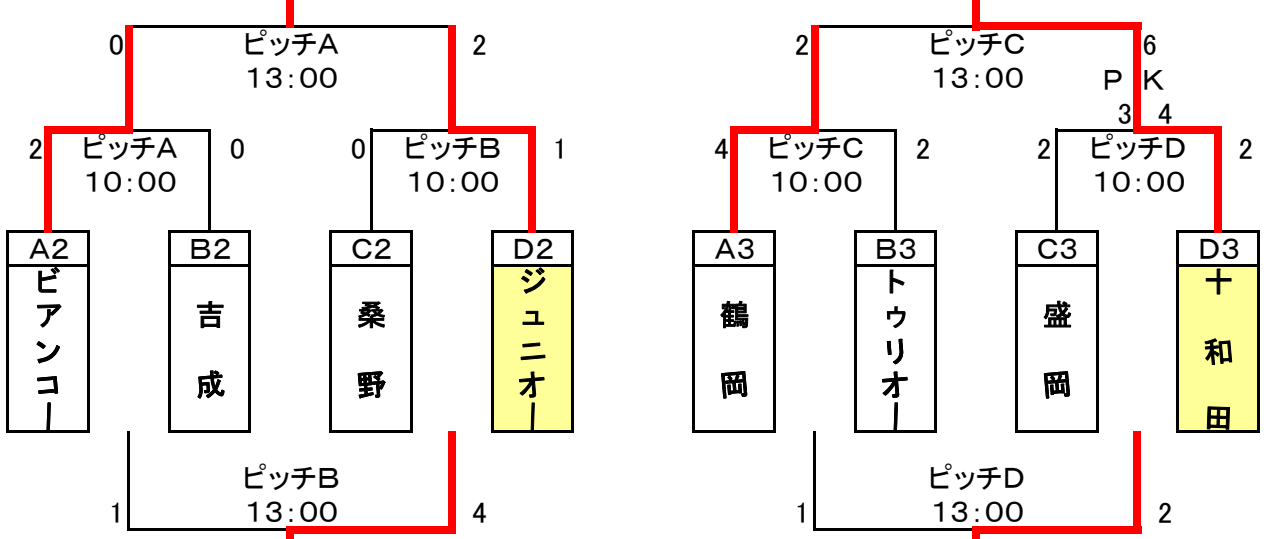 0 ピッチA 2
13:00
2 ピッチA 0
10:00
0 ピッチB 1
10:00
A2
ビアンコー
B2
吉成
C2
桑野
D2
ジュニオー
1 ピッチB 4
13:00
2 ピッチC 6
13:00 PK
3 4
4 ピッチC 2
10:00
2 ピッチD 2
10:00
A3
鶴岡
B3
トゥリオー
C3
盛岡
D3
十和田
1 ピッチD 2
13:00